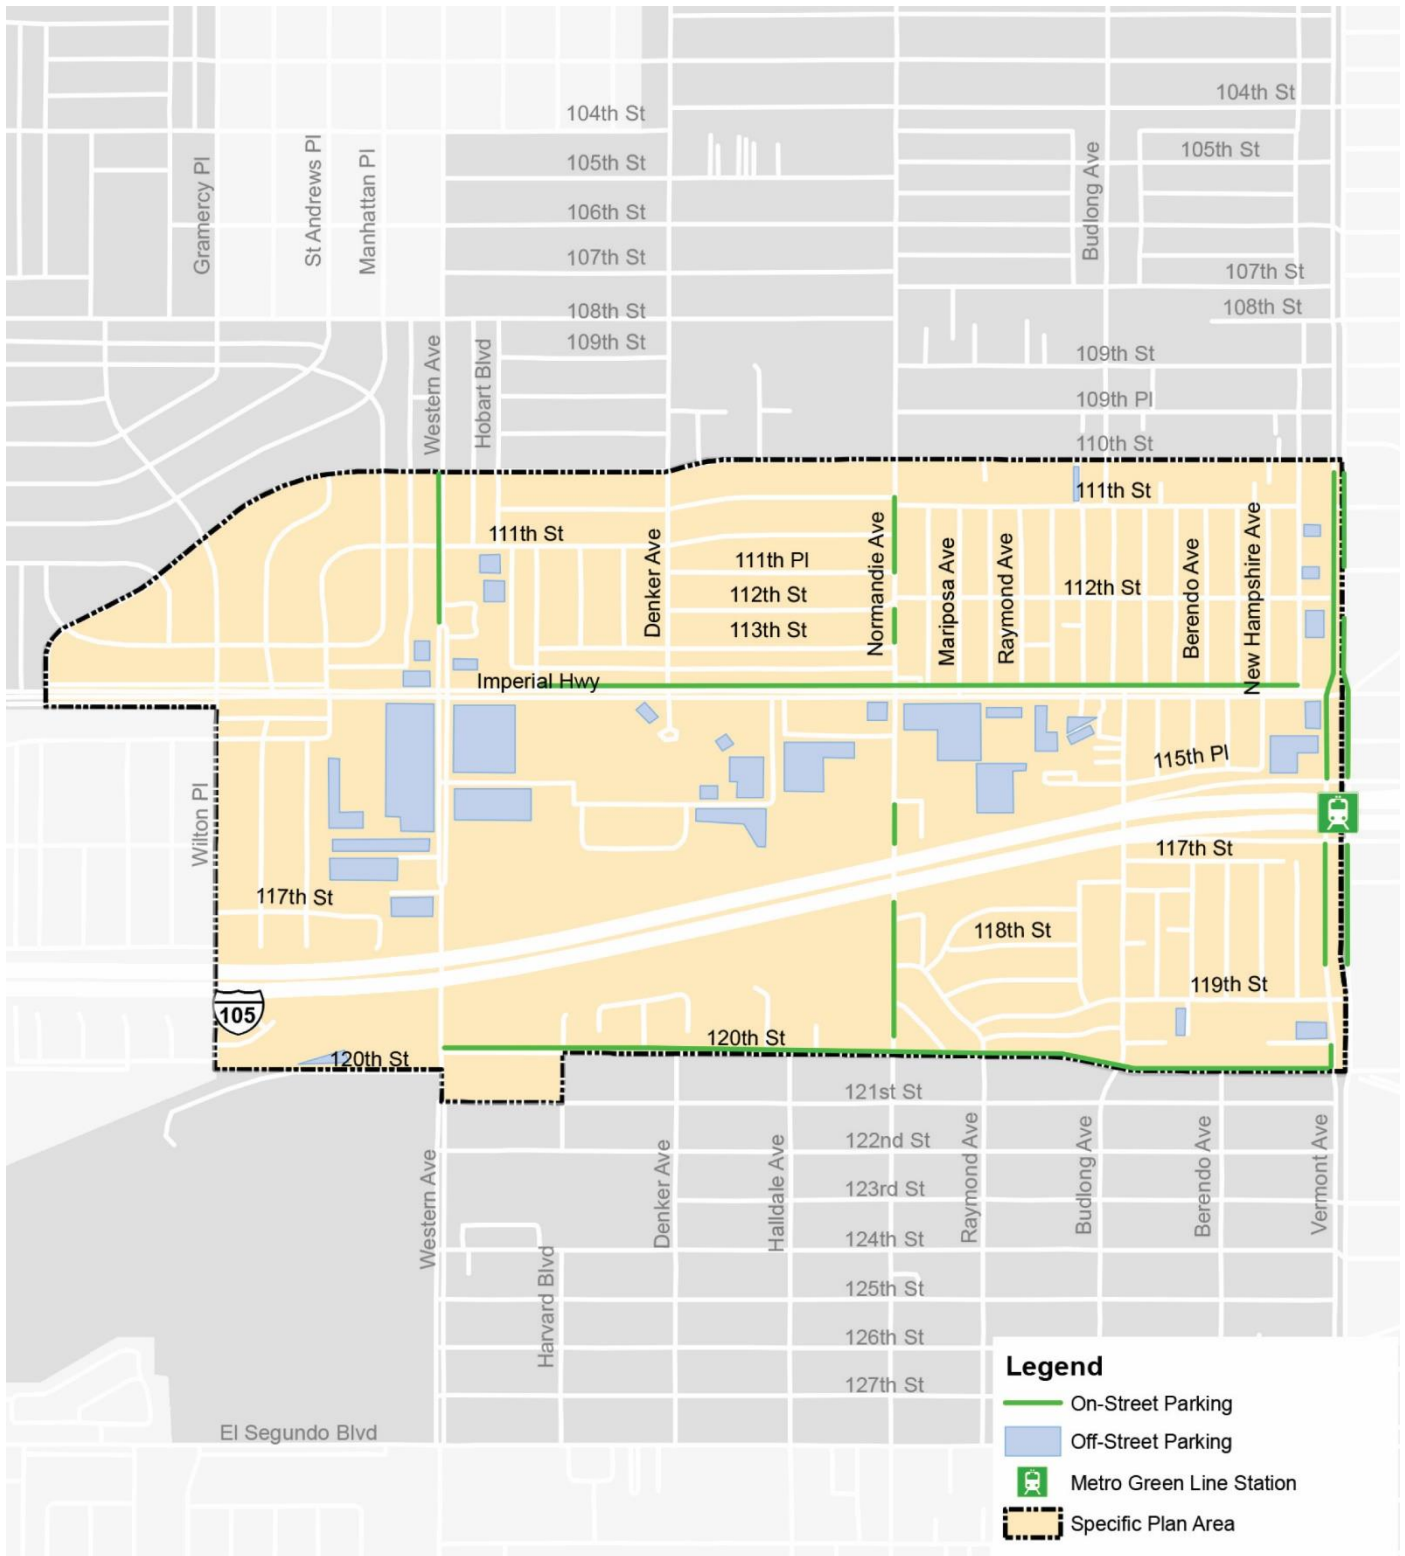 104th St
104th St
105th St
105th St
Gramercy Pl
St Andrews Pl
Manhattan Pl
Budlong Ave
106th St
107th St
107th St
108th St
108th St
109th St
109th St
Western Ave
Hobart Blvd
109th Pl
110th St
111th St
111th St
Denker Ave
111th Pl
Normandie Ave
Mariposa Ave
Raymond Ave
112th St
Berendo Ave
New Hampshire Ave
112th St
113th St
Imperial Hwy
115th Pl
Wilton Pl
117th St
117th St
118th St
119th St
105
120th St
120th St
121st St
122nd St
Western Ave
Denker Ave
Halldale Ave
Raymond Ave
Budlong Ave
Berendo Ave
Vermont Ave
123rd St
124th St
Harvard Blvd
125th St
126th St
127th St
El Segundo Blvd
Legend
On-Street Parking
Off-Street Parking
Metro Green Line Station
Specific Plan Area